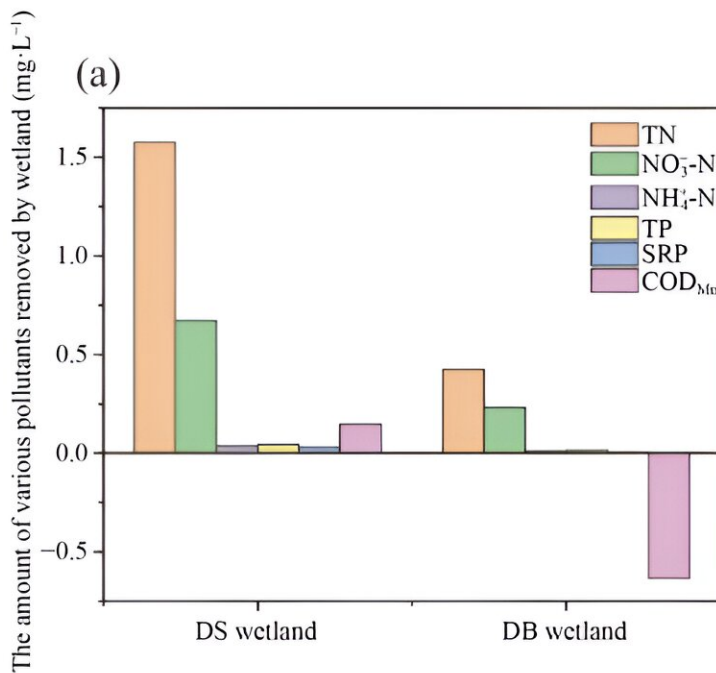 The amount of various pollutants removed by wetland (mg·L⁻¹)
(a)
1.5
1.0
0.5
0.0
−0.5
TN
NO₃⁻-N
NH₄⁺-N
TP
SRP
COD_Mn
DS wetland
DB wetland